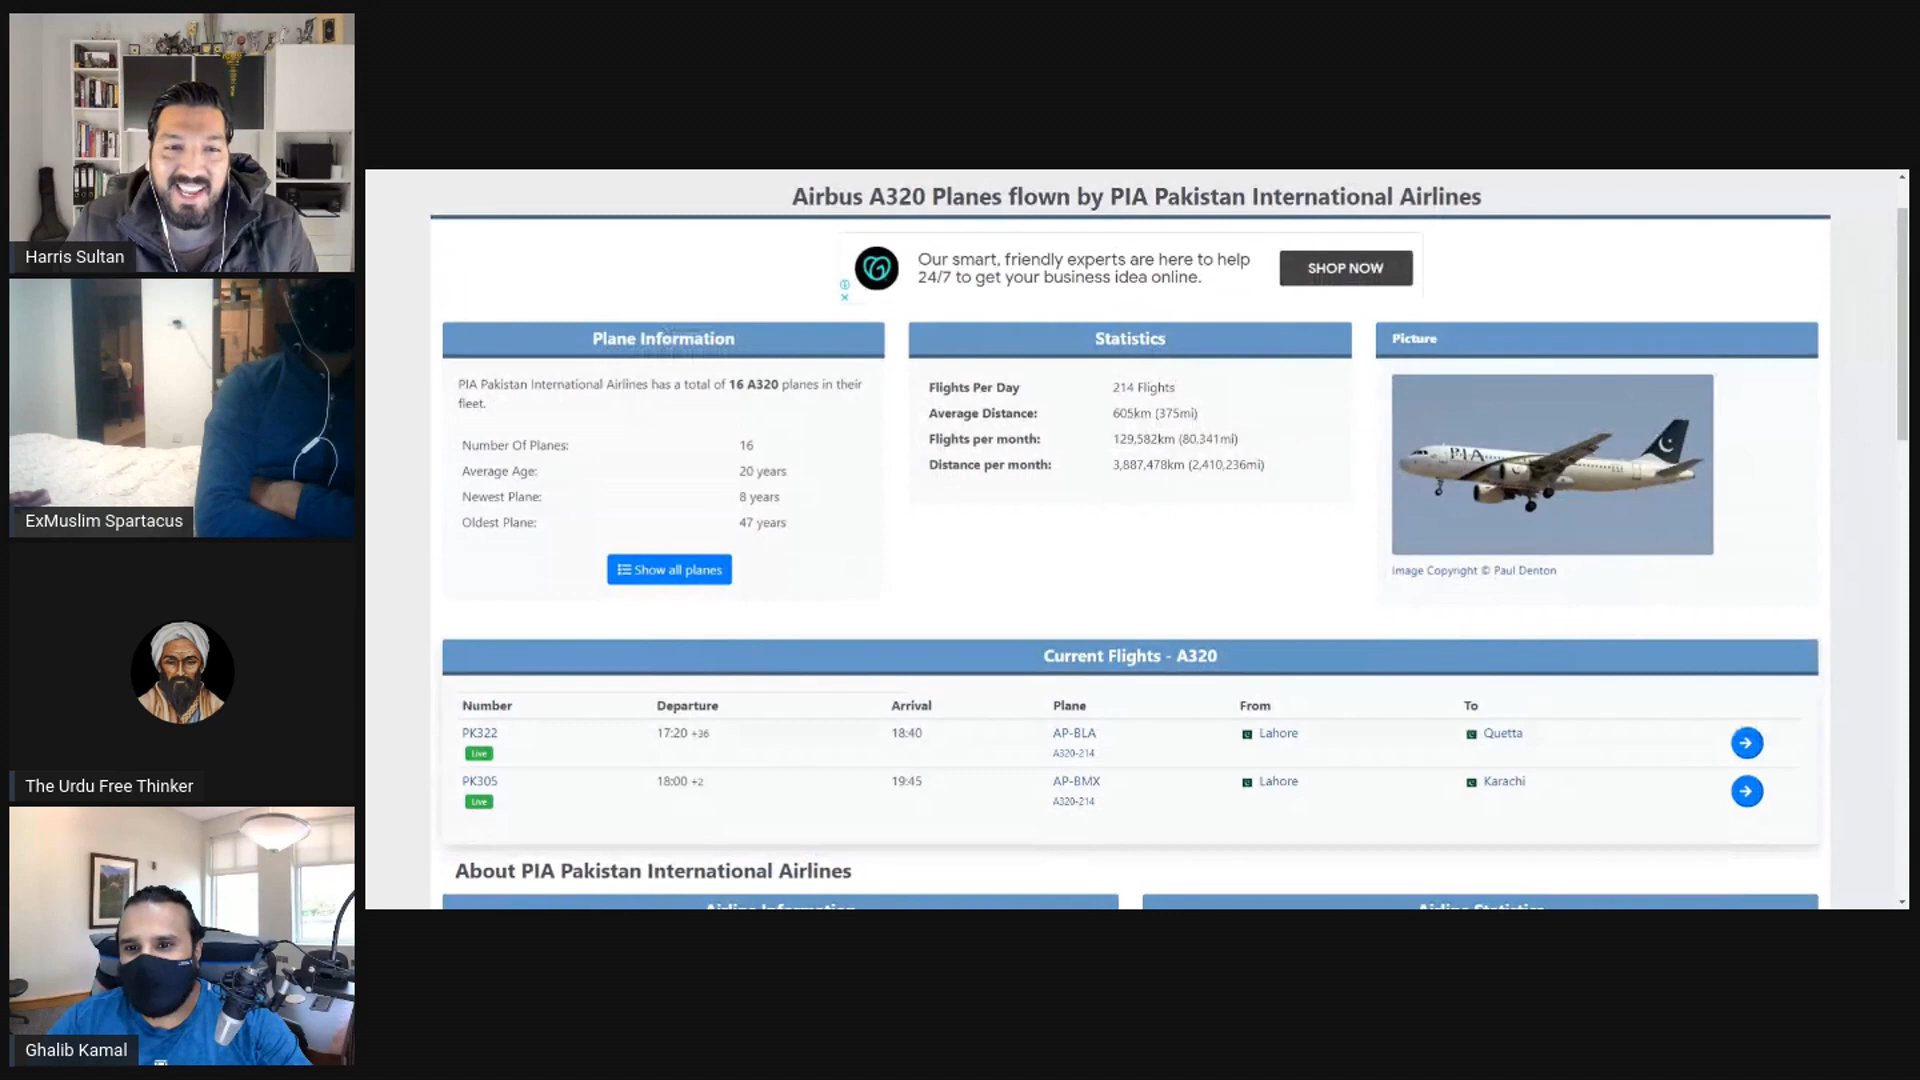 Harris Sultan
ExMuslim Spartacus
The Urdu Free Thinker
Ghalib Kamal
Airbus A320 Planes flown by PIA Pakistan International Airlines
Our smart, friendly experts are here to help
24/7 to get your business idea online.
SHOP NOW
Plane Information
PIA Pakistan International Airlines has a total of 16 A320 planes in their
fleet.
Number Of Planes: 16
Average Age: 20 years
Newest Plane: 8 years
Oldest Plane: 47 years
Show all planes
Statistics
Flights Per Day 214 Flights
Average Distance: 605km (375mi)
Flights per month: 129,582km (80,341mi)
Distance per month: 3,887,478km (2,410,236mi)
Picture
PIA
Image Copyright © Paul Denton
Current Flights - A320
Number Departure Arrival Plane From To
PK322 17:20 +36 18:40 AP-BLA Lahore Quetta
Live A320-214
PK305 18:00 +2 19:45 AP-BMX Lahore Karachi
Live A320-214
About PIA Pakistan International Airlines
Airline Information Airline Statistics